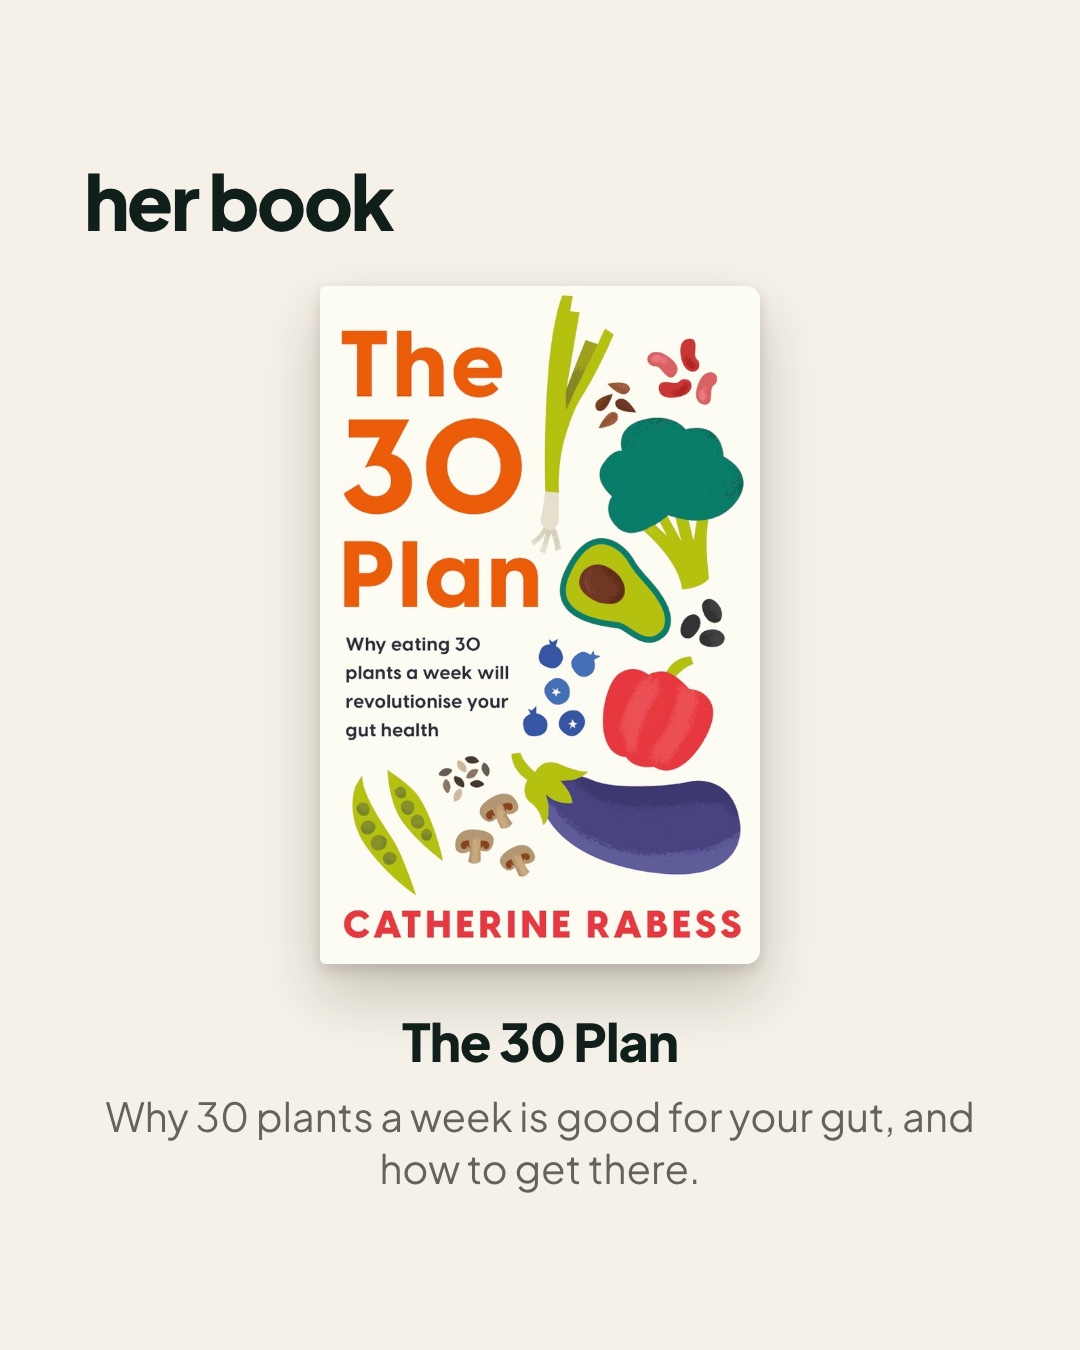 her book
The
30
Plan
Why eating 30
plants a week will
revolutionise your
gut health
CATHERINE RABESS
The 30 Plan
Why 30 plants a week is good for your gut, and
how to get there.